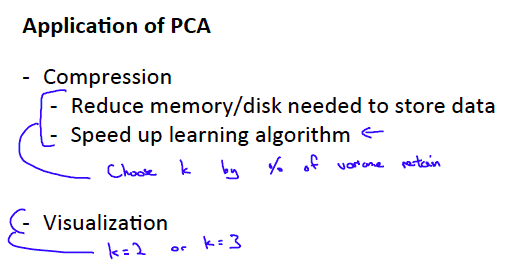 Application of PCA
- Compression
- Reduce memory/disk needed to store data
- Speed up learning algorithm ←
Choose k by % of variance retain
- Visualization
k=2 or k=3